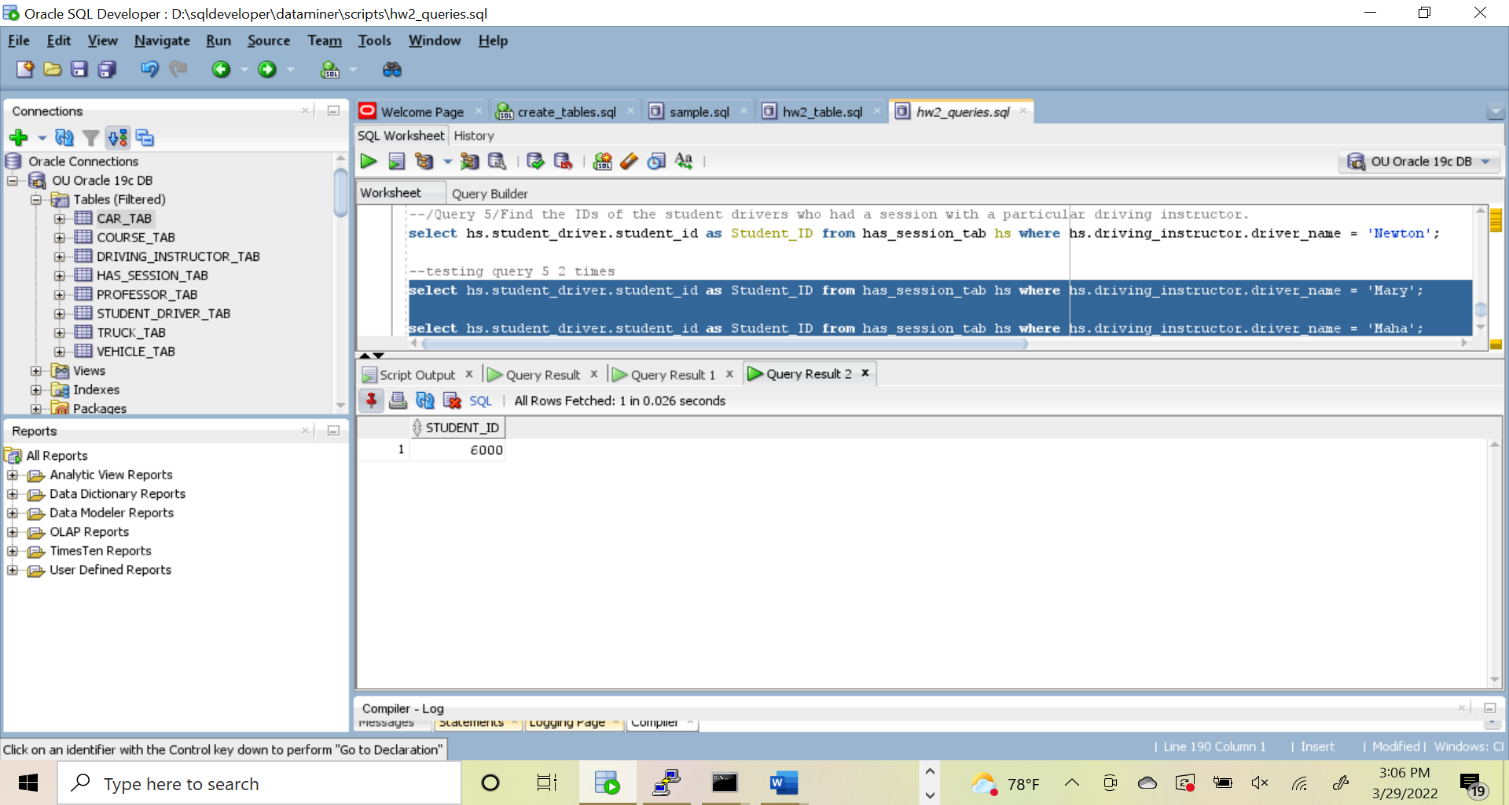 Oracle SQL Developer : D:\sqldeveloper\dataminer\scripts\hw2_queries.sql
File Edit View Navigate Run Source Team Tools Window Help
Connections
Oracle Connections
OU Oracle 19c DB
Tables (Filtered)
CAR_TAB
COURSE_TAB
DRIVING_INSTRUCTOR_TAB
HAS_SESSION_TAB
PROFESSOR_TAB
STUDENT_DRIVER_TAB
TRUCK_TAB
VEHICLE_TAB
Views
Indexes
Packages
Reports
All Reports
Analytic View Reports
Data Dictionary Reports
Data Modeler Reports
OLAP Reports
TimesTen Reports
User Defined Reports
Welcome Page create_tables.sql sample.sql hw2_table.sql hw2_queries.sql
SQL Worksheet History
OU Oracle 19c DB
Worksheet Query Builder
--/Query 5/Find the IDs of the student drivers who had a session with a particular driving instructor.
select hs.student_driver.student_id as Student_ID from has_session_tab hs where hs.driving_instructor.driver_name = 'Newton';
--testing query 5 2 times
select hs.student_driver.student_id as Student_ID from has_session_tab hs where hs.driving_instructor.driver_name = 'Mary';
select hs.student_driver.student_id as Student_ID from has_session_tab hs where hs.driving_instructor.driver_name = 'Maha';
Script Output Query Result Query Result 1 Query Result 2
SQL All Rows Fetched: 1 in 0.026 seconds
STUDENT_ID
1 6000
Compiler - Log
Messages Statements Logging Page Compiler
Click on an identifier with the Control key down to perform "Go to Declaration"
Line 190 Column 1 Insert Modified Windows: Cl
Type here to search
78°F
3:06 PM
3/29/2022
19